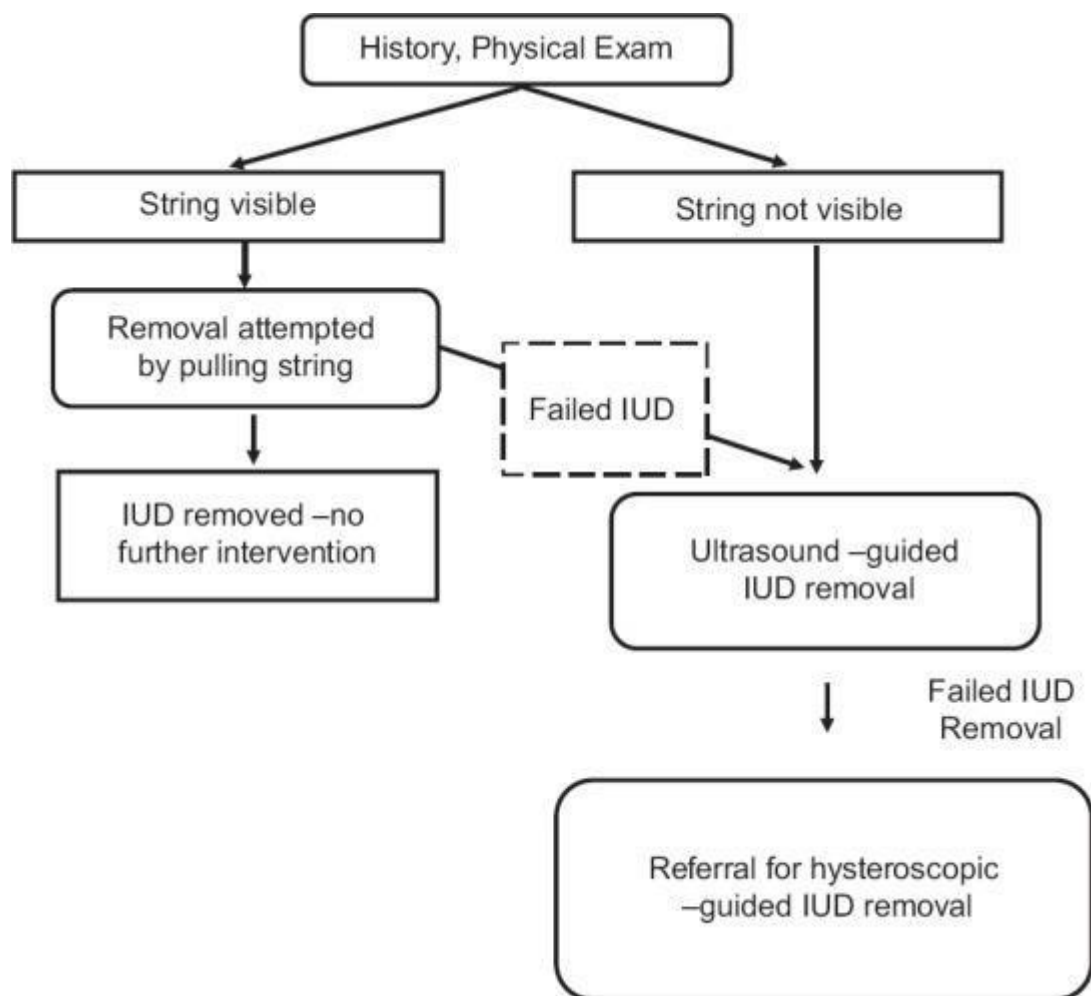 History, Physical Exam
String visible
String not visible
Removal attempted
by pulling string
Failed IUD
IUD removed –no
further intervention
Ultrasound –guided
IUD removal
Failed IUD
Removal
Referral for hysteroscopic
–guided IUD removal